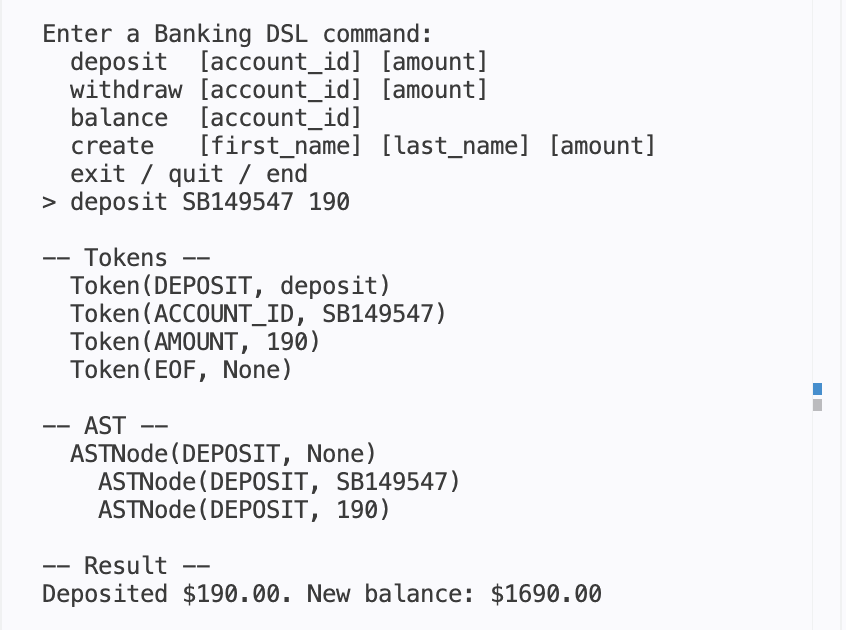 Enter a Banking DSL command:
  deposit  [account_id] [amount]
  withdraw [account_id] [amount]
  balance  [account_id]
  create   [first_name] [last_name] [amount]
  exit / quit / end
> deposit SB149547 190

-- Tokens --
  Token(DEPOSIT, deposit)
  Token(ACCOUNT_ID, SB149547)
  Token(AMOUNT, 190)
  Token(EOF, None)

-- AST --
  ASTNode(DEPOSIT, None)
    ASTNode(DEPOSIT, SB149547)
    ASTNode(DEPOSIT, 190)

-- Result --
Deposited $190.00. New balance: $1690.00